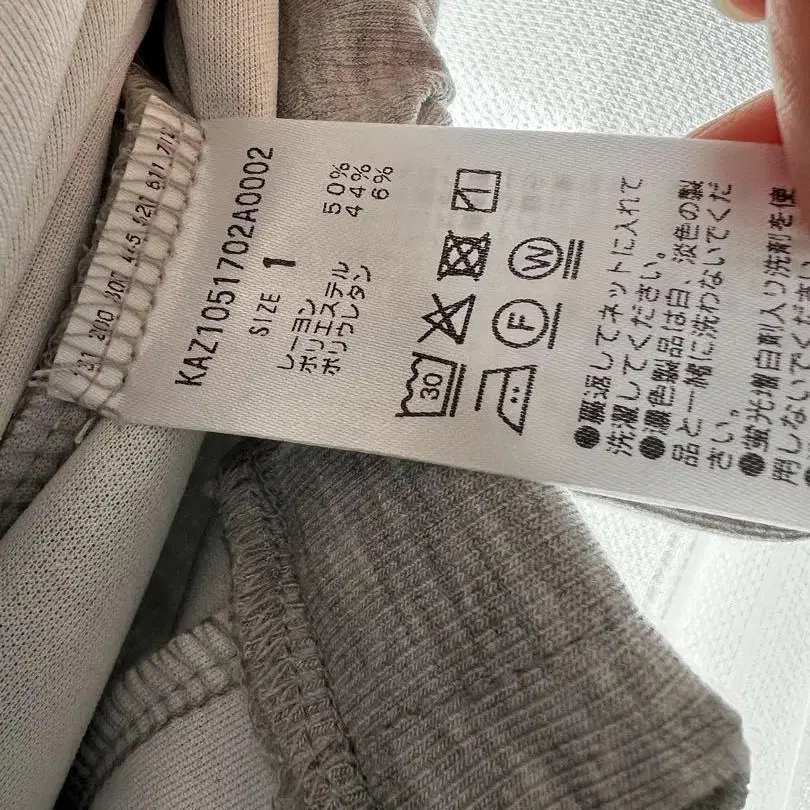 KAZ1051702A0002
SIZE 1
レーヨン 50%
ポリエステル 44%
ポリウレタン 6%
30
F
W
●裏返してネットに入れて
洗濯してください。
●濃色製品は白、淡色の製
品と一緒に洗わないでくだ
さい。
●蛍光増白剤入り洗剤を使
用しないでください